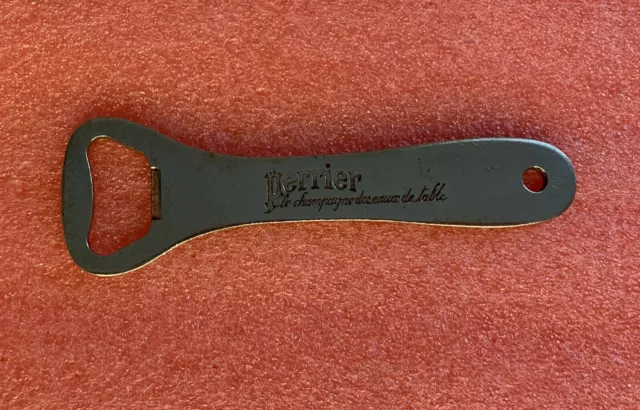 Perrier
le champagne des eaux de table